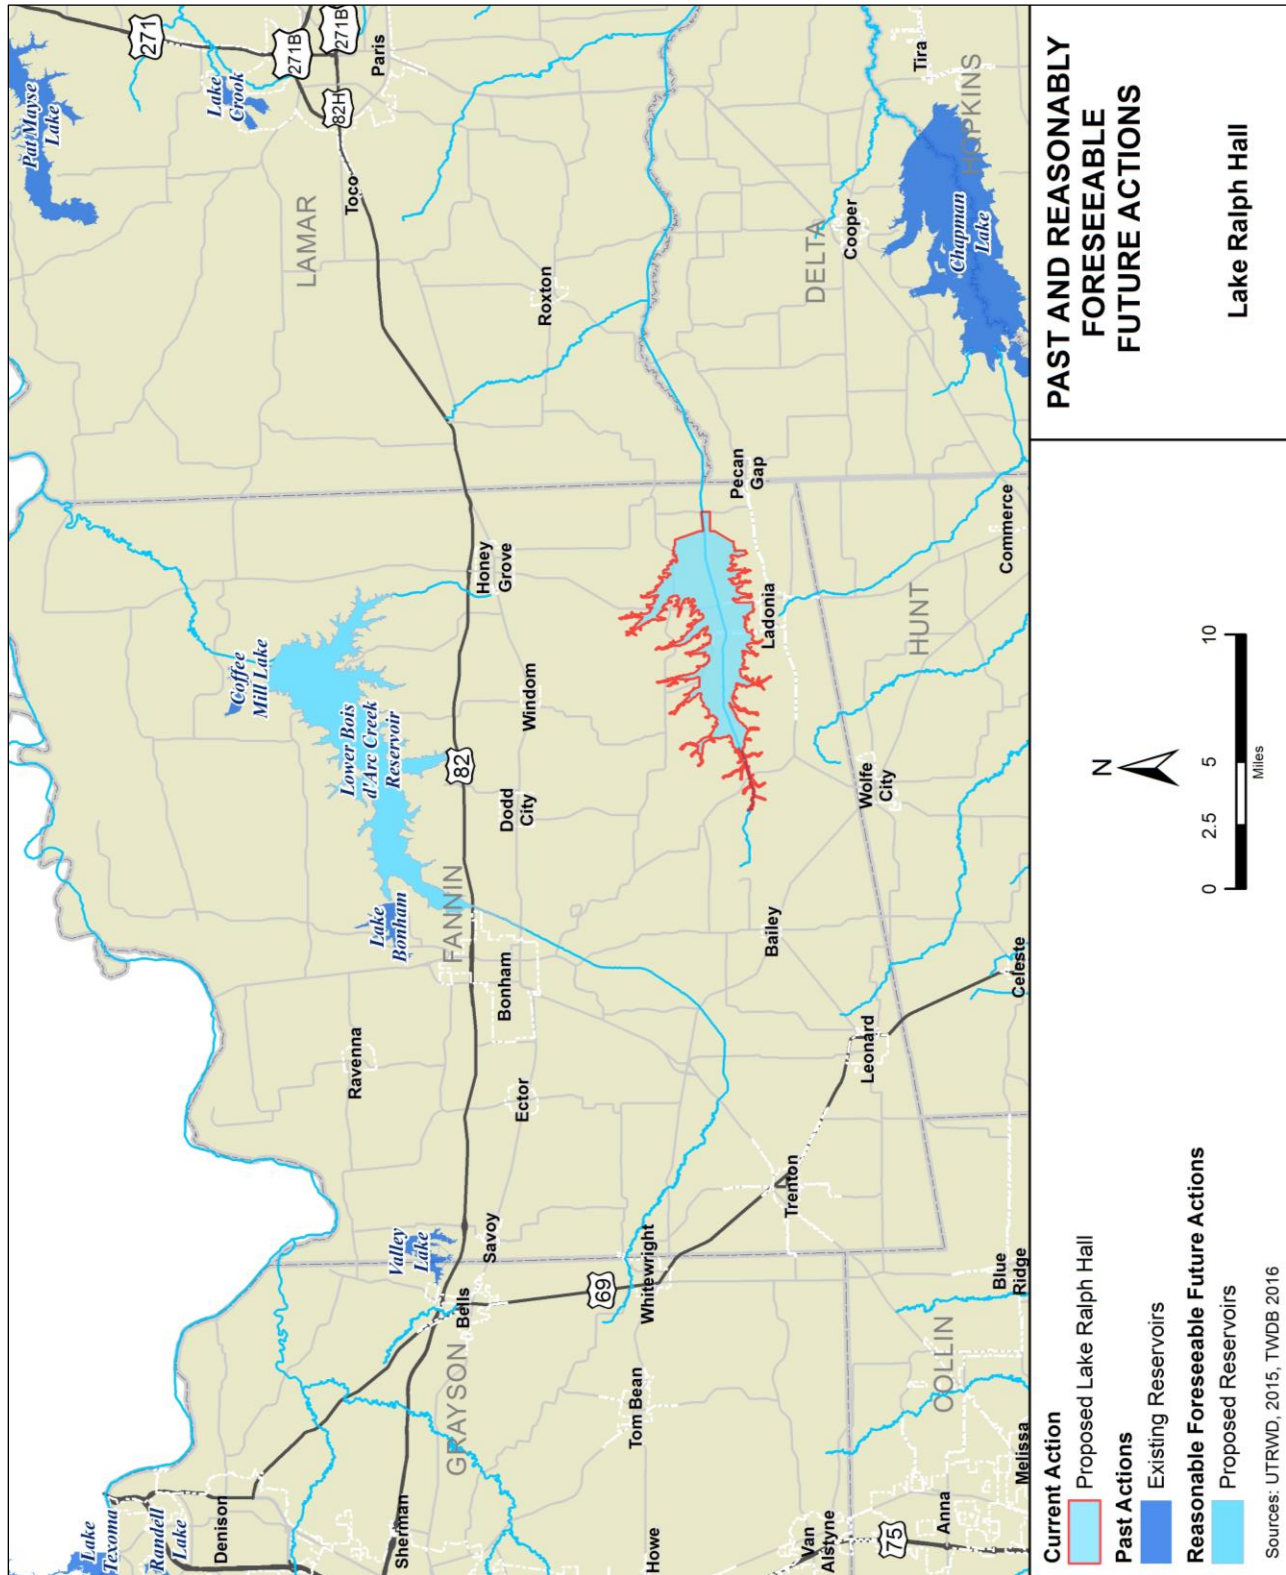 Pat Mayse
Lake
271
Lake
Crook
271B
271B
82H
Paris
Toco
LAMAR
Lake
Texoma
Randell
Lake
Denison
Sherman
GRAYSON
Bells
Valley
Lake
Savoy
Ravenna
Ector
Bonham
FANNIN
Lake
Bonham
Lower Bois
d'Arc Creek
Reservoir
Coffee
Mill Lake
82
Dodd
City
Windom
Honey
Grove
Roxton
Howe
Tom Bean
69
Whitewright
Van
Alstyne
75
Anna
Melissa
COLLIN
Blue
Ridge
Trenton
Leonard
Celeste
Bailey
Wolfe
City
Ladonia
Pecan
Gap
HUNT
Commerce
DELTA
Cooper
Chapman
Lake
HOPKINS
Tira
Current Action
Proposed Lake Ralph Hall
Past Actions
Existing Reservoirs
Reasonable Foreseeable Future Actions
Proposed Reservoirs
Sources: UTRWD, 2015, TWDB 2016
N
0 2.5 5 10
Miles
PAST AND REASONABLY
FORESEEABLE
FUTURE ACTIONS
Lake Ralph Hall